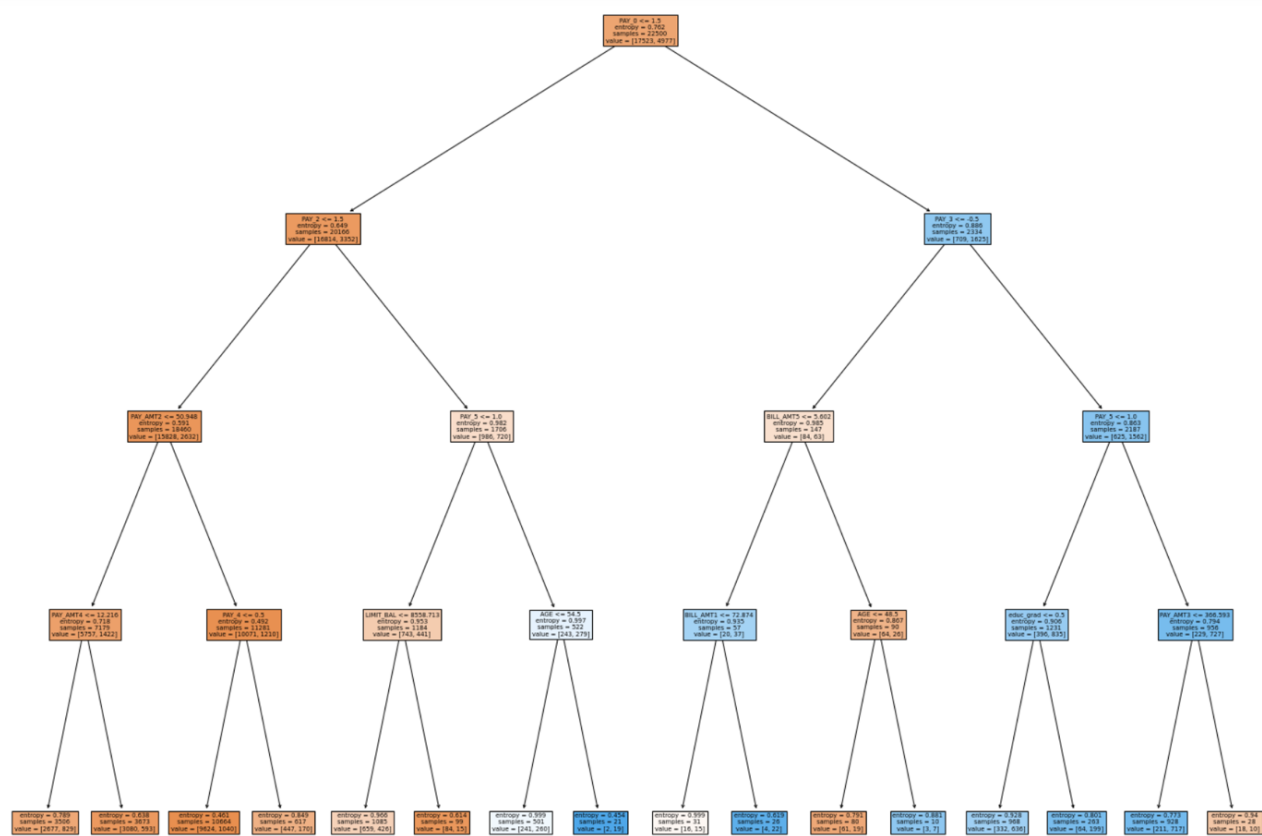 PAY_0 <= 1.5
entropy = 0.762
samples = 22500
value = [17523, 4977]
PAY_2 <= 1.5
entropy = 0.649
samples = 20166
value = [16814, 3352]
PAY_3 <= -0.5
entropy = 0.886
samples = 2334
value = [709, 1625]
PAY_AMT2 <= 50.948
entropy = 0.591
samples = 18460
value = [15828, 2632]
PAY_5 <= 1.0
entropy = 0.982
samples = 1706
value = [986, 720]
BILL_AMT5 <= 5.602
entropy = 0.985
samples = 147
value = [84, 63]
PAY_5 <= 1.0
entropy = 0.863
samples = 2187
value = [625, 1562]
PAY_AMT4 <= 12.216
entropy = 0.718
samples = 7179
value = [5757, 1422]
PAY_4 <= 0.5
entropy = 0.492
samples = 11281
value = [10071, 1210]
LIMIT_BAL <= 8558.713
entropy = 0.953
samples = 1184
value = [743, 441]
AGE <= 54.5
entropy = 0.997
samples = 522
value = [243, 279]
BILL_AMT1 <= 72.874
entropy = 0.935
samples = 57
value = [20, 37]
AGE <= 48.5
entropy = 0.867
samples = 90
value = [64, 26]
educ_grad <= 0.5
entropy = 0.906
samples = 1231
value = [396, 835]
PAY_AMT3 <= 366.593
entropy = 0.794
samples = 956
value = [229, 727]
entropy = 0.789
samples = 3506
value = [2677, 829]
entropy = 0.638
samples = 3673
value = [3080, 593]
entropy = 0.461
samples = 10664
value = [9624, 1040]
entropy = 0.849
samples = 617
value = [447, 170]
entropy = 0.966
samples = 1085
value = [659, 426]
entropy = 0.614
samples = 99
value = [84, 15]
entropy = 0.999
samples = 501
value = [241, 260]
entropy = 0.454
samples = 21
value = [2, 19]
entropy = 0.999
samples = 31
value = [16, 15]
entropy = 0.619
samples = 26
value = [4, 22]
entropy = 0.791
samples = 80
value = [61, 19]
entropy = 0.881
samples = 10
value = [3, 7]
entropy = 0.928
samples = 968
value = [332, 636]
entropy = 0.801
samples = 263
value = [64, 199]
entropy = 0.773
samples = 928
value = [211, 717]
entropy = 0.94
samples = 28
value = [18, 10]